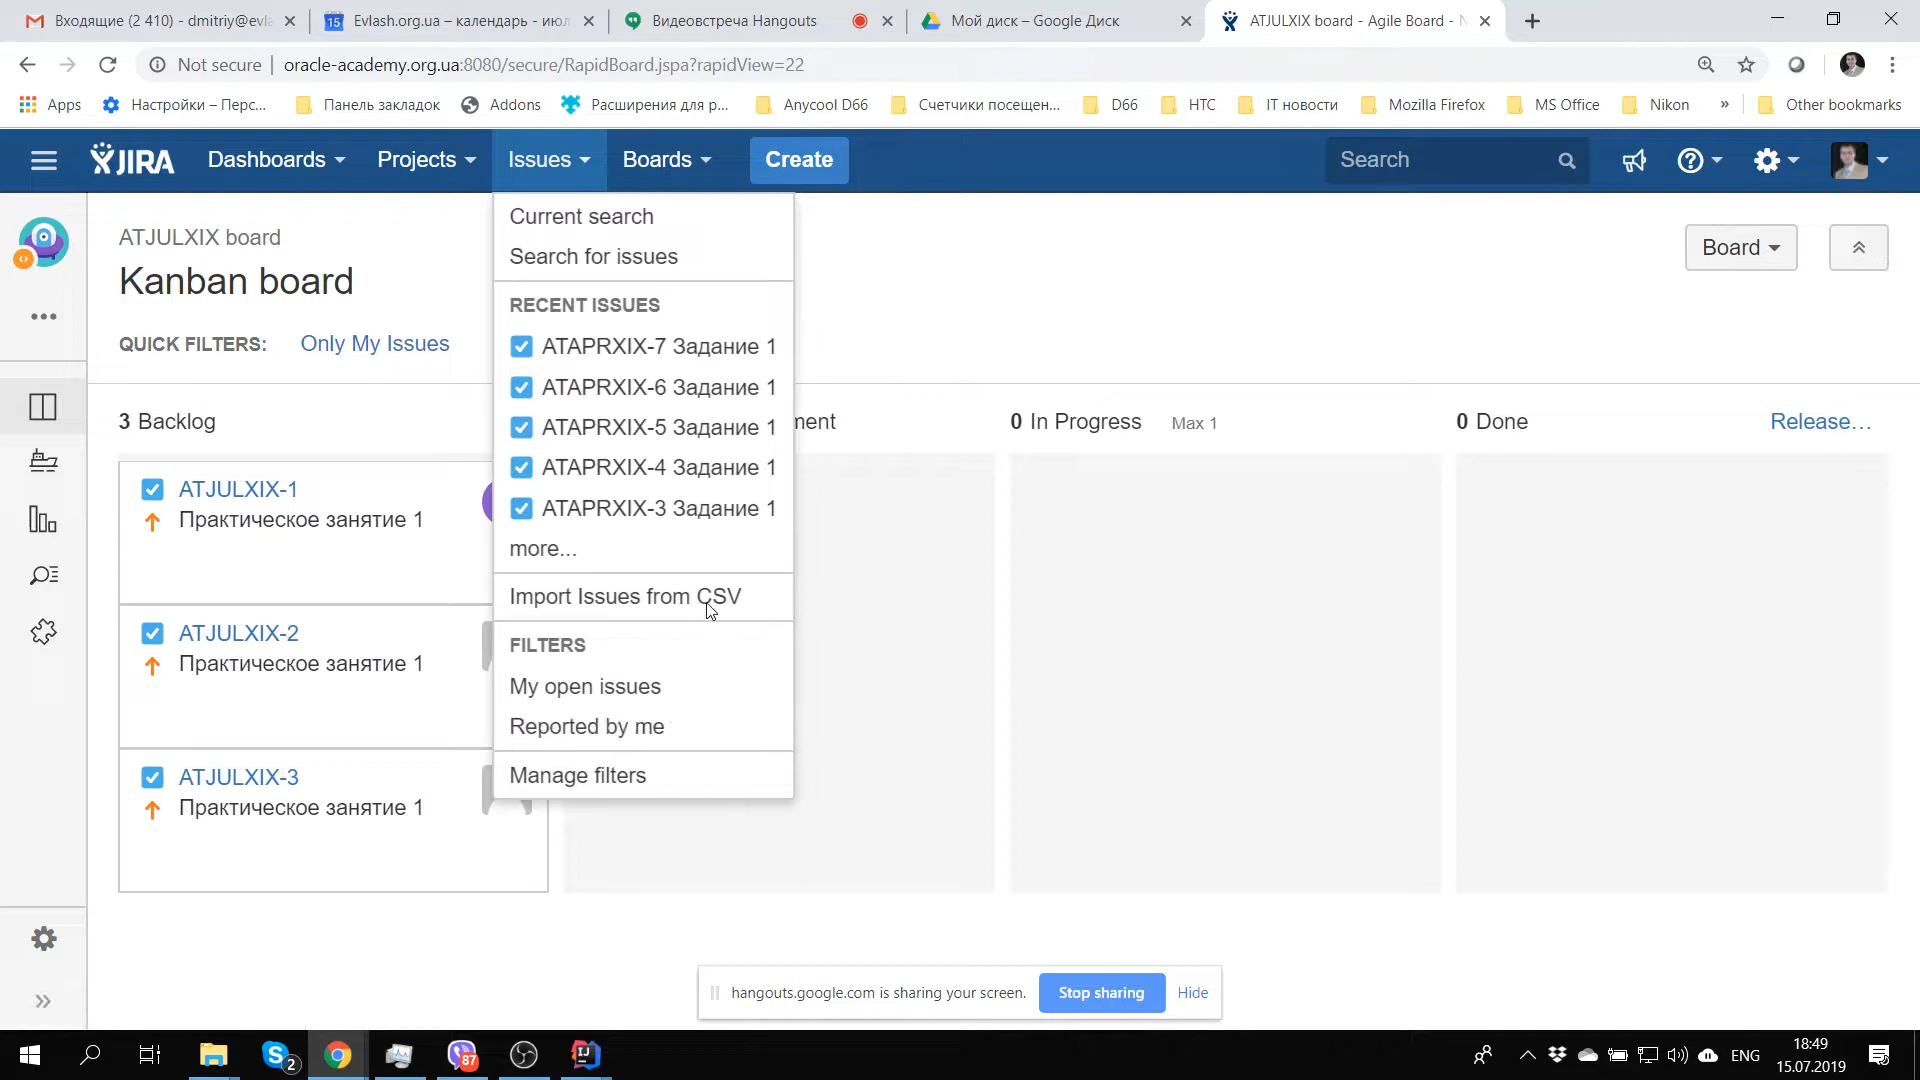 Входящие (2 410) - dmitriy@evla
Evlash.org.ua – календарь - июл
Видеовстреча Hangouts
Мой диск – Google Диск
ATJULXIX board - Agile Board -
Not secure
oracle-academy.org.ua:8080/secure/RapidBoard.jspa?rapidView=22
Apps
Настройки – Перс...
Панель закладок
Addons
Расширения для р...
Anycool D66
Счетчики посещен...
D66
HTC
IT новости
Mozilla Firefox
MS Office
Nikon
»
Other bookmarks
JIRA
Dashboards
Projects
Issues
Boards
Create
Search
Current search
Search for issues
RECENT ISSUES
ATAPRXIX-7 Задание 1
ATAPRXIX-6 Задание 1
ATAPRXIX-5 Задание 1
ATAPRXIX-4 Задание 1
ATAPRXIX-3 Задание 1
more...
Import Issues from CSV
FILTERS
My open issues
Reported by me
Manage filters
ATJULXIX board
Kanban board
Board
QUICK FILTERS:
Only My Issues
3 Backlog
0 In Progress Max 1
0 Done
Release...
ATJULXIX-1
Практическое занятие 1
ATJULXIX-2
Практическое занятие 1
ATJULXIX-3
Практическое занятие 1
hangouts.google.com is sharing your screen.
Stop sharing
Hide
2
87
ENG
18:49
15.07.2019